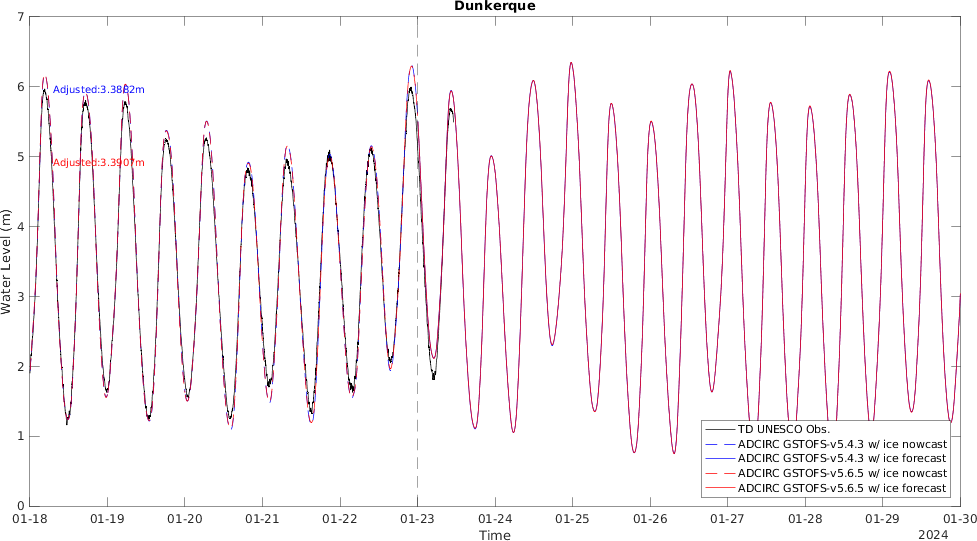 Dunkerque
7
6
5
4
3
2
1
0
Water Level (m)
Adjusted:3.3882m
Adjusted:3.3907m
TD UNESCO Obs.
ADCIRC GSTOFS-v5.4.3 w/ ice nowcast
ADCIRC GSTOFS-v5.4.3 w/ ice forecast
ADCIRC GSTOFS-v5.6.5 w/ ice nowcast
ADCIRC GSTOFS-v5.6.5 w/ ice forecast
01-18 01-19 01-20 01-21 01-22 01-23 01-24 01-25 01-26 01-27 01-28 01-29 01-30
Time
2024